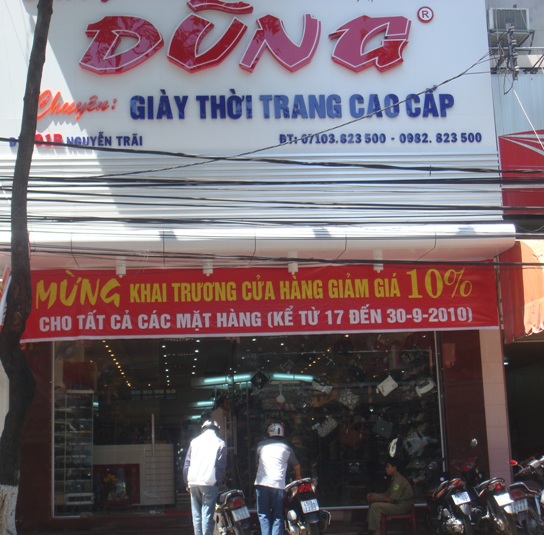 DŨNG®
Chuyên: GIÀY THỜI TRANG CAO CẤP
91B NGUYỄN TRÃI ĐT: 07103.823 500 - 0982. 823 500
MỪNG KHAI TRƯƠNG CỬA HÀNG GIẢM GIÁ 10%
CHO TẤT CẢ CÁC MẶT HÀNG (KỂ TỪ 17 ĐẾN 30-9-2010)